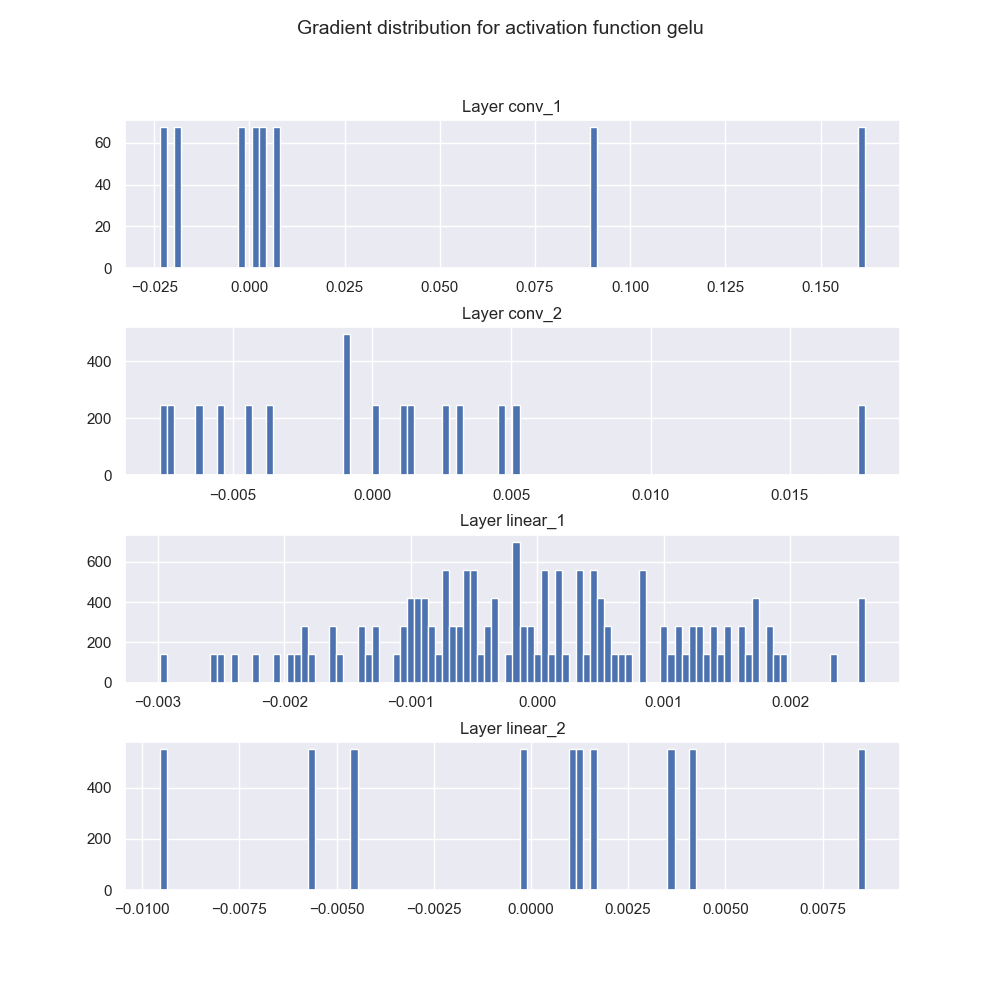 Gradient distribution for activation function gelu
Layer conv_1
60
40
20
0
−0.025 0.000 0.025 0.050 0.075 0.100 0.125 0.150
Layer conv_2
400
200
0
−0.005 0.000 0.005 0.010 0.015
Layer linear_1
600
400
200
0
−0.003 −0.002 −0.001 0.000 0.001 0.002
Layer linear_2
400
200
0
−0.0100 −0.0075 −0.0050 −0.0025 0.0000 0.0025 0.0050 0.0075